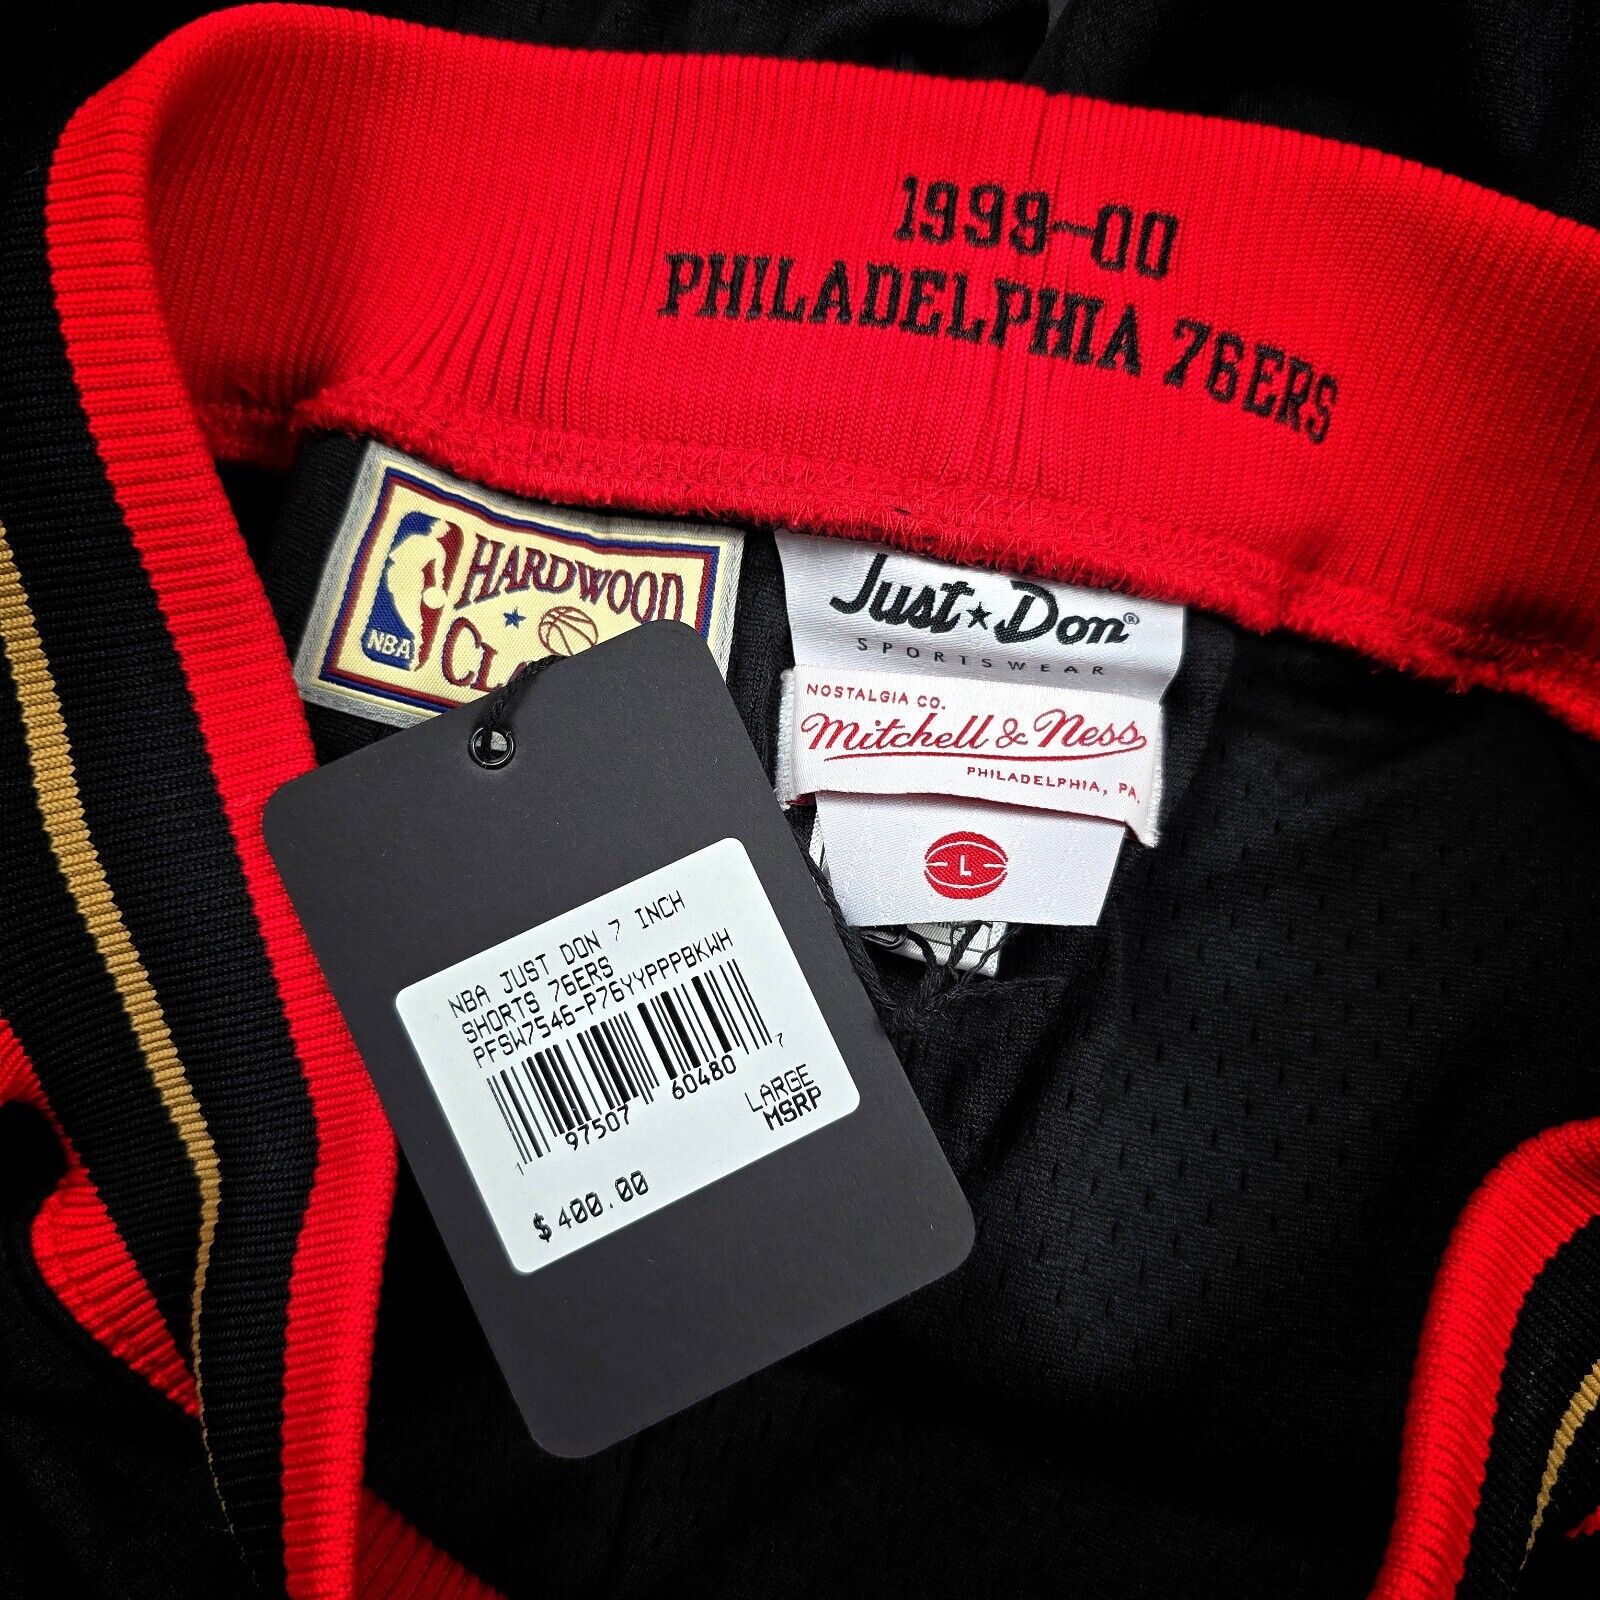 1999-00
PHILADELPHIA 76ERS
NBA
HARDWOOD
Just Don®
SPORTSWEAR
NOSTALGIA CO.
Mitchell & Ness
PHILADELPHIA, PA.
L
NBA JUST DON 7 INCH
SHORTS 76ERS
PFSW7546-P76YYPPPBKWH
1 97507 60480 7
LARGE
MSRP
$400.00